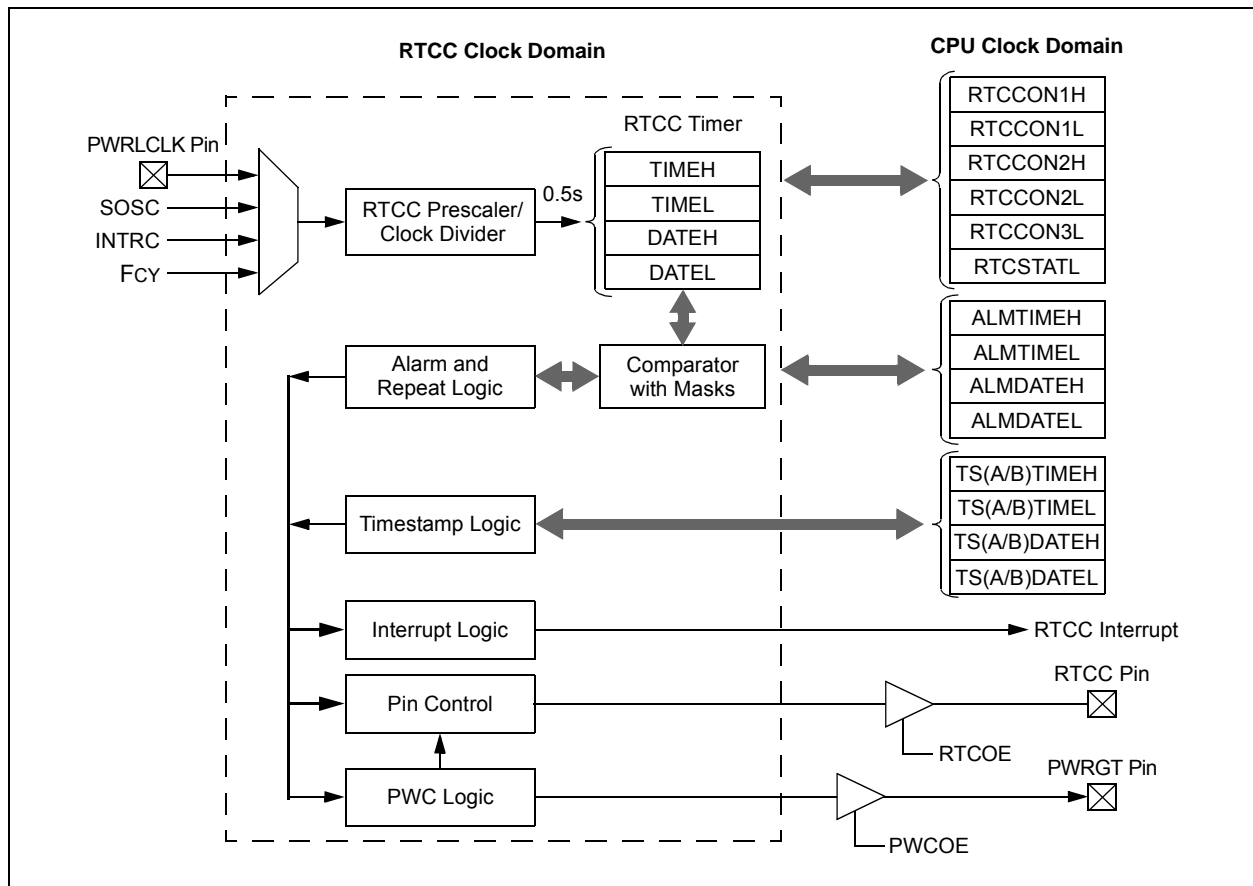 RTCC Clock Domain
CPU Clock Domain
PWRLCLK Pin
SOSC
INTRC
FCY
RTCC Prescaler/
Clock Divider
0.5s
RTCC Timer
TIMEH
TIMEL
DATEH
DATEL
RTCCON1H
RTCCON1L
RTCCON2H
RTCCON2L
RTCCON3L
RTCSTATL
Alarm and
Repeat Logic
Comparator
with Masks
ALMTIMEH
ALMTIMEL
ALMDATEH
ALMDATEL
Timestamp Logic
TS(A/B)TIMEH
TS(A/B)TIMEL
TS(A/B)DATEH
TS(A/B)DATEL
Interrupt Logic
RTCC Interrupt
Pin Control
RTCC Pin
RTCOE
PWC Logic
PWRGT Pin
PWCOE